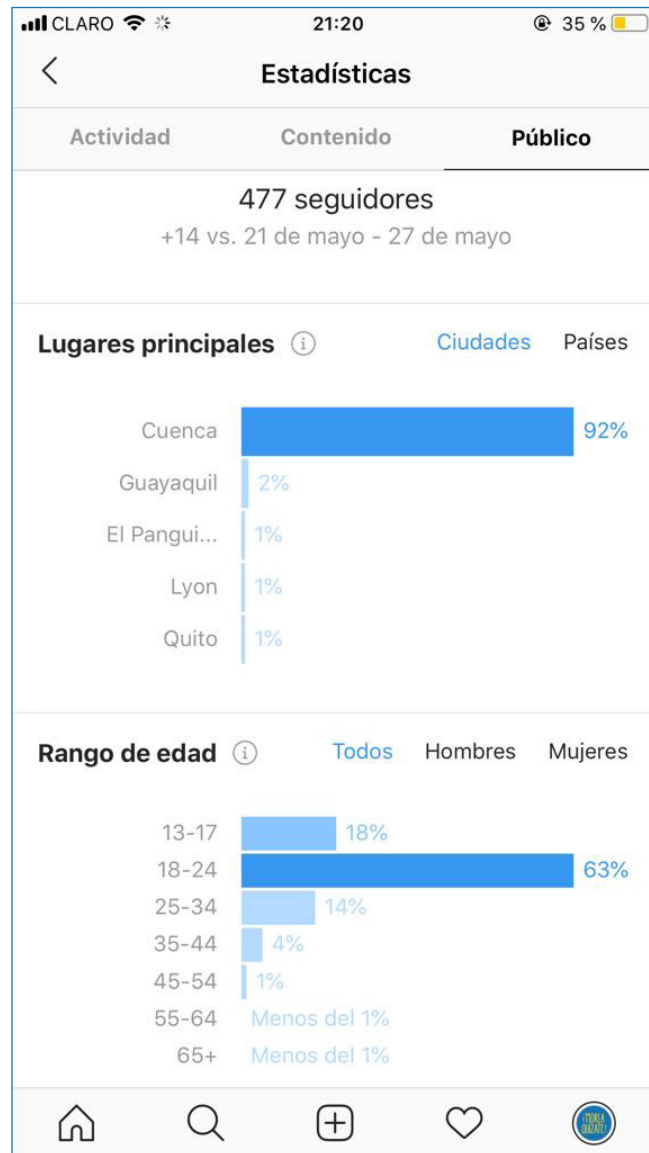 CLARO 21:20 35 %
Estadísticas
Actividad Contenido Público
477 seguidores
+14 vs. 21 de mayo - 27 de mayo
Lugares principales Ciudades Países
Cuenca 92%
Guayaquil 2%
El Pangui... 1%
Lyon 1%
Quito 1%
Rango de edad Todos Hombres Mujeres
13-17 18%
18-24 63%
25-34 14%
35-44 4%
45-54 1%
55-64 Menos del 1%
65+ Menos del 1%